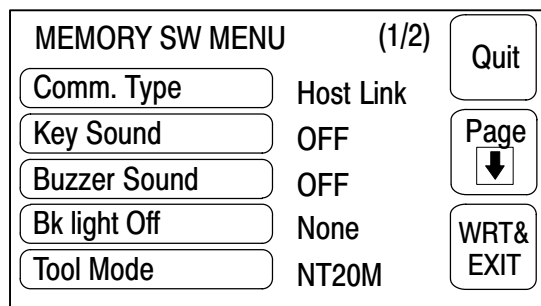 MEMORY SW MENU (1/2)
Quit
Comm. Type Host Link
Key Sound OFF
Page
Buzzer Sound OFF
Bk light Off None
WRT&
EXIT
Tool Mode NT20M